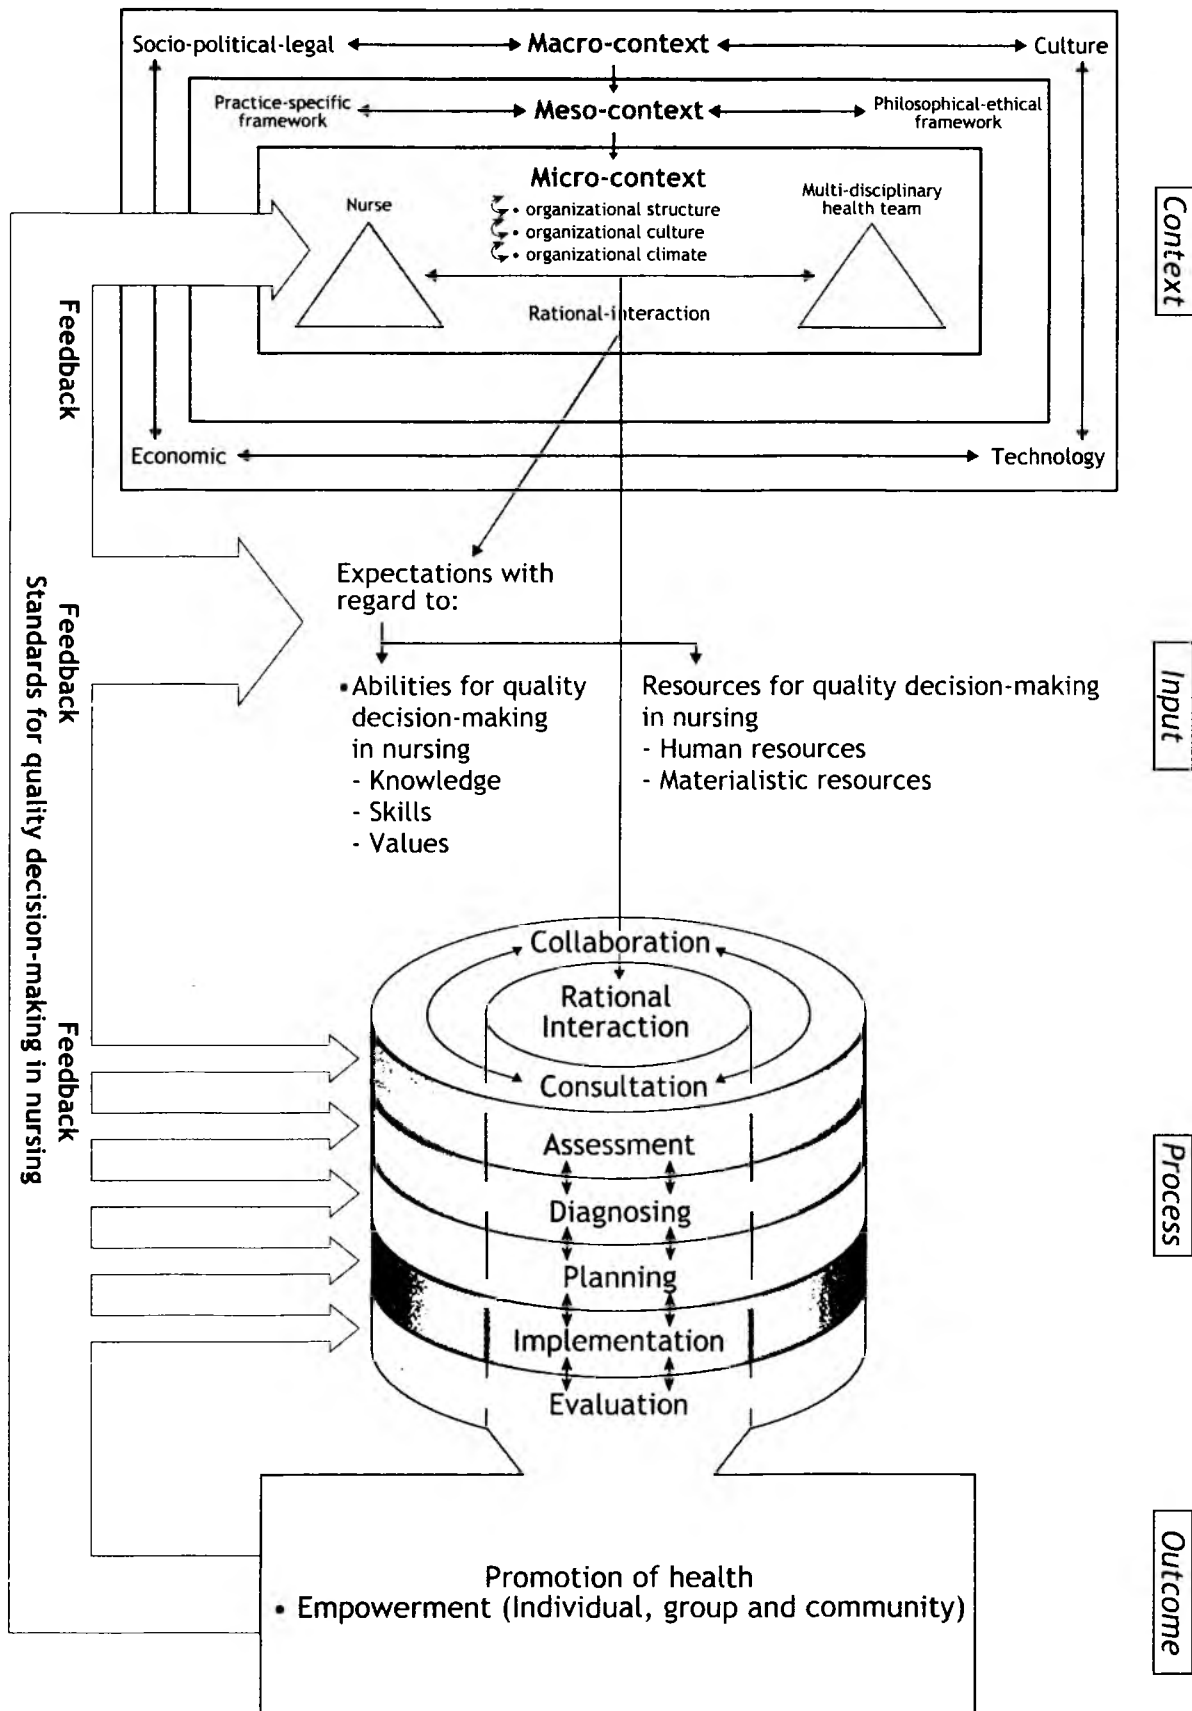 Socio-political-legal
Macro-context
Culture
Practice-specific
framework
Meso-context
Philosophical-ethical
framework
Micro-context
• organizational structure
• organizational culture
• organizational climate
Nurse
Multi-disciplinary
health team
Rational-interaction
Economic
Technology
Context
Feedback
Expectations with
regard to:
• Abilities for quality
decision-making
in nursing
- Knowledge
- Skills
- Values
Resources for quality decision-making
in nursing
- Human resources
- Materialistic resources
Input
Feedback
Standards for quality decision-making in nursing
Feedback
Collaboration
Rational
Interaction
Consultation
Assessment
Diagnosing
Planning
Implementation
Evaluation
Process
Promotion of health
• Empowerment (Individual, group and community)
Outcome